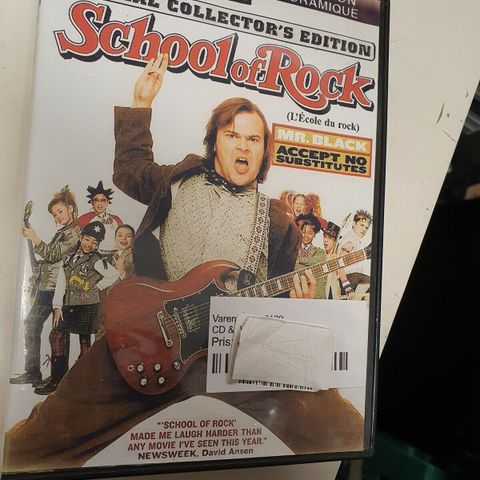 COLLECTOR'S EDITION
School of Rock
(L'École du rock)
MR. BLACK
ACCEPT NO
SUBSTITUTES
CD &
Pris:
"'SCHOOL OF ROCK'
MADE ME LAUGH HARDER THAN
ANY MOVIE I'VE SEEN THIS YEAR."
NEWSWEEK, David Ansen